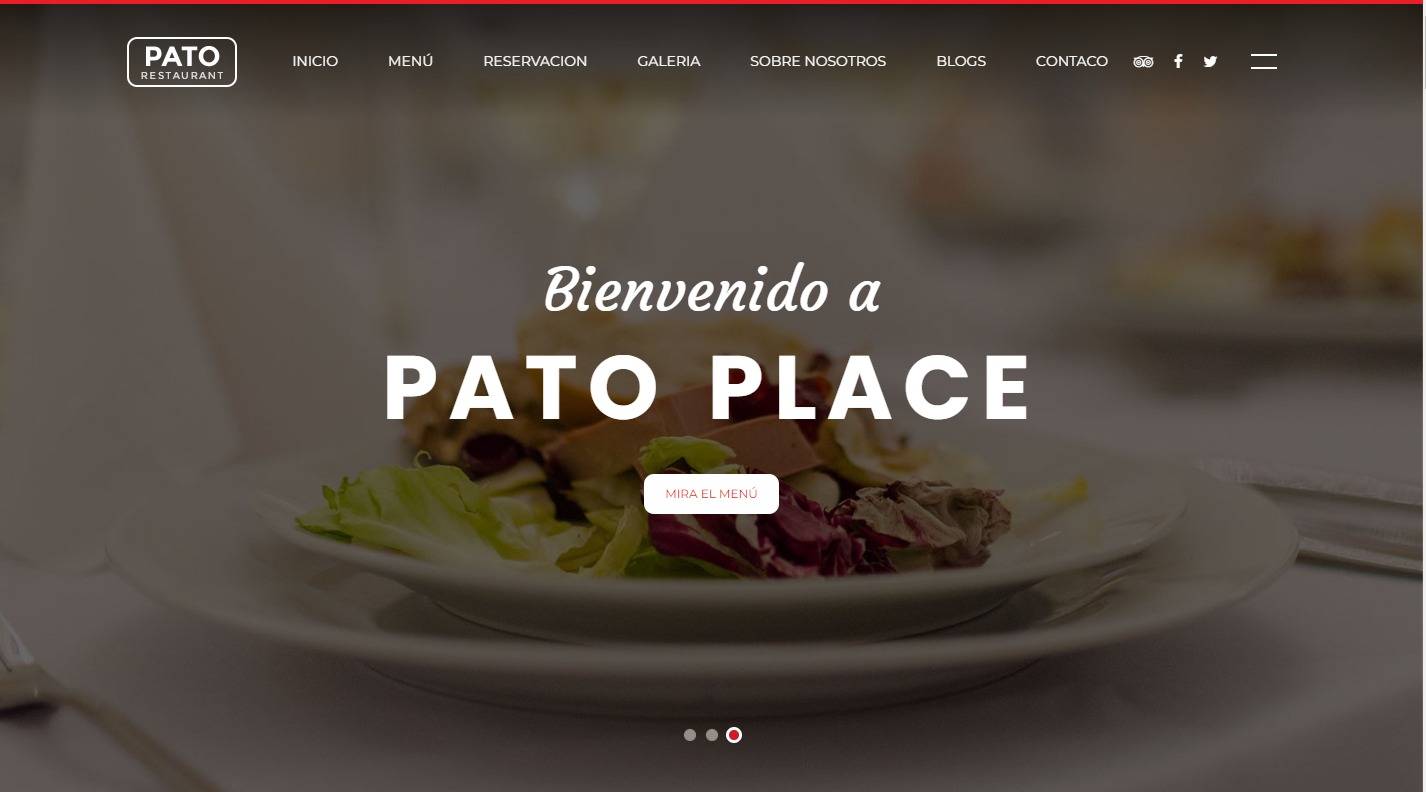 PATO
RESTAURANT
INICIO MENÚ RESERVACION GALERIA SOBRE NOSOTROS BLOGS CONTACO
Bienvenido a
PATO PLACE
MIRA EL MENÚ